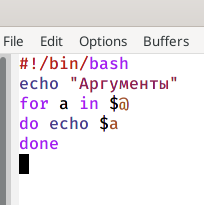 File Edit Options Buffers
#!/bin/bash
echo "Аргументы"
for a in $@
do echo $a
done